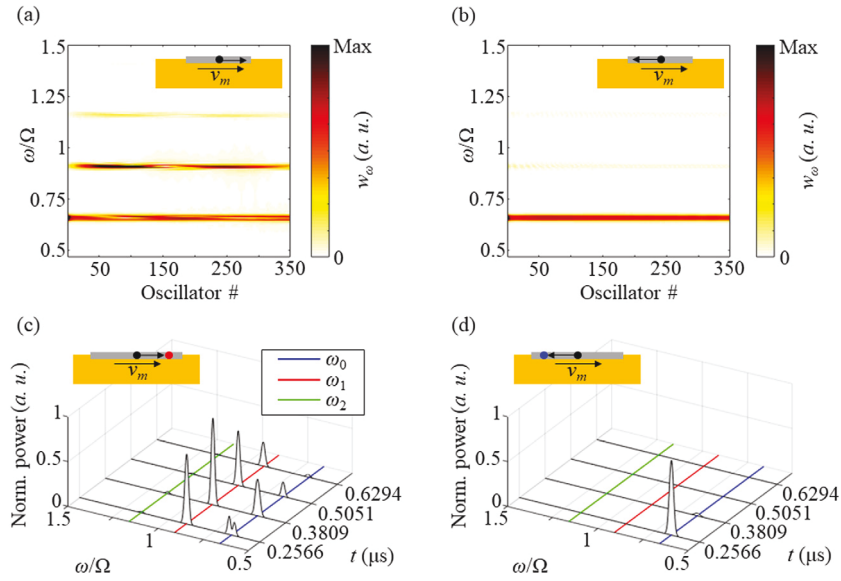 (a)
1.5
1.25
1
0.75
0.5
ω/Ω
v_m
50
150
250
350
Oscillator #
Max
0
w_ω (a. u.)
(b)
1.5
1.25
1
0.75
0.5
ω/Ω
v_m
50
150
250
350
Oscillator #
Max
0
w_ω (a. u.)
(c)
v_m
ω_0
ω_1
ω_2
Norm. power (a. u.)
1
0.5
0
1.5
1
0.5
ω/Ω
0.6294
0.5051
0.3809
0.2566
t (μs)
(d)
v_m
Norm. power (a. u.)
1
0.5
0
1.5
1
0.5
ω/Ω
0.6294
0.5051
0.3809
0.2566
t (μs)